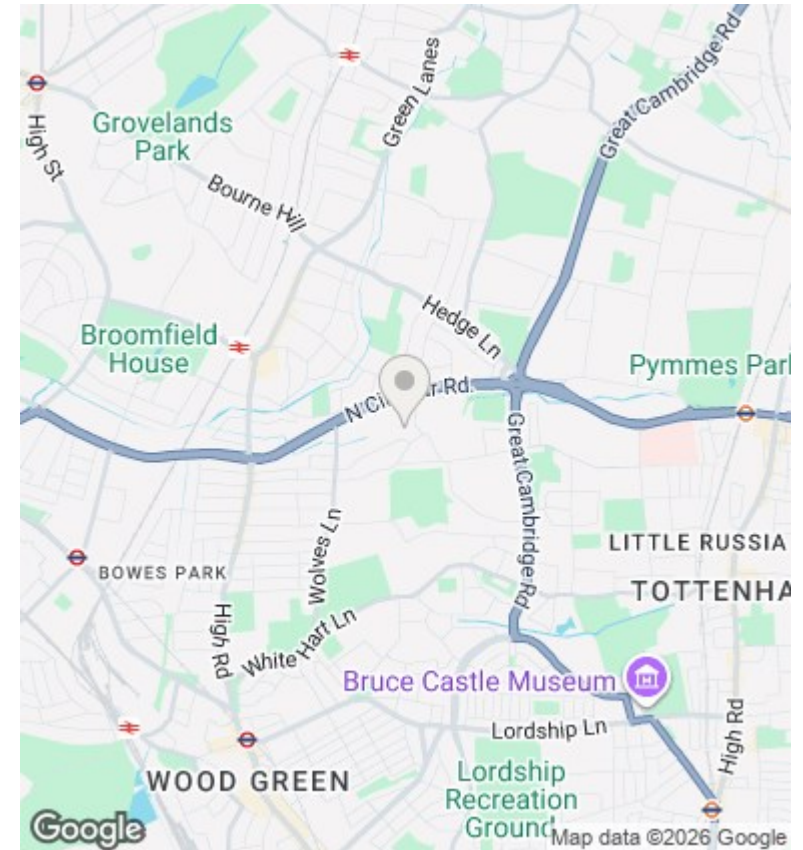 Great Cambridge Rd
Green Lanes
Grovelands
Park
High St
Bourne Hill
Hedge Ln
Broomfield
House
Pymmes Park
N Circular Rd
Great Cambridge Rd
Wolves Ln
LITTLE RUSSIA
BOWES PARK
TOTTENHA
High Rd
White Hart Ln
Bruce Castle Museum
Lordship Ln
High Rd
WOOD GREEN
Lordship
Recreation
Ground
Google
Map data ©2026 Google